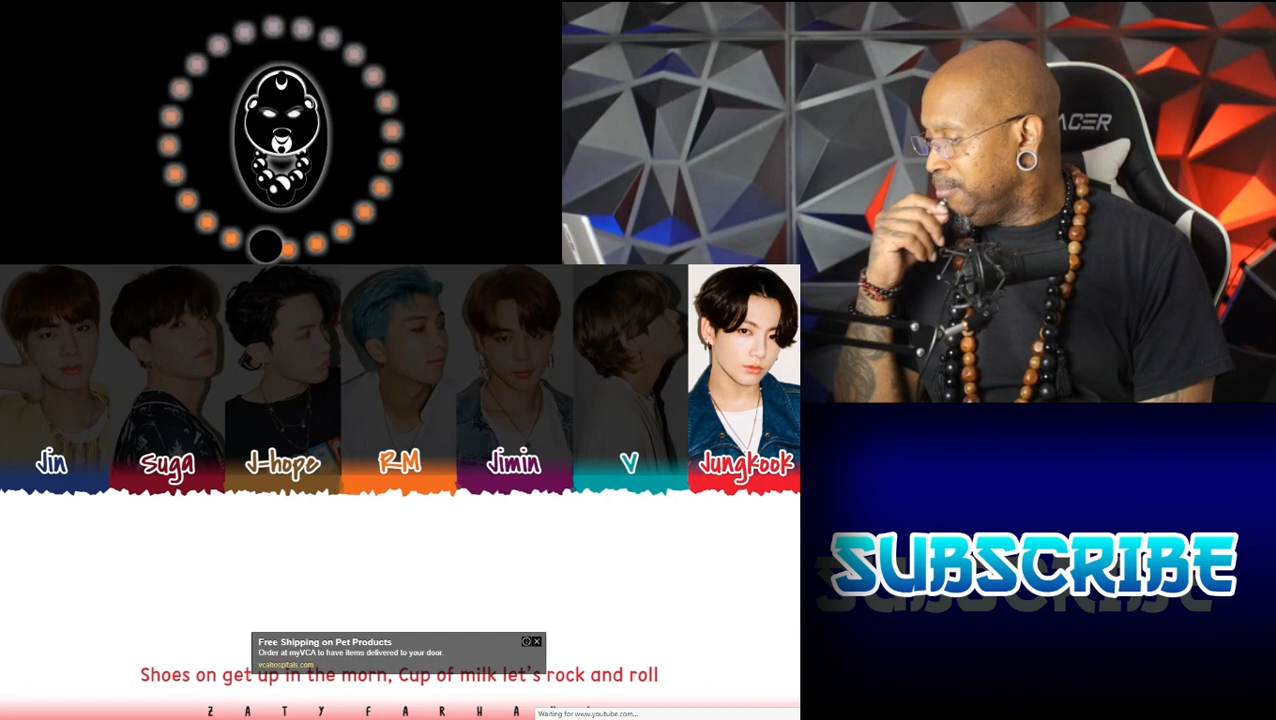 ACER
Jin
Suga
J-hope
RM
Jimin
V
Jungkook
SUBSCRIBE
Free Shipping on Pet Products
Order at myVCA to have items delivered to your door.
vcahospitals.com
Shoes on get up in the morn, Cup of milk let's rock and roll
Z A T Y F A R H A
Waiting for www.youtube.com...